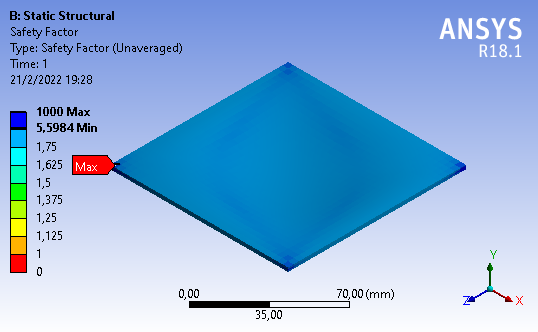 B: Static Structural
Safety Factor
Type: Safety Factor (Unaveraged)
Time: 1
21/2/2022 19:28
ANSYS
R18.1
1000 Max
5,5984 Min
1,75
1,625
1,5
1,375
1,25
1,125
1
0
Max
0,00
70,00 (mm)
35,00
Y
Z
X